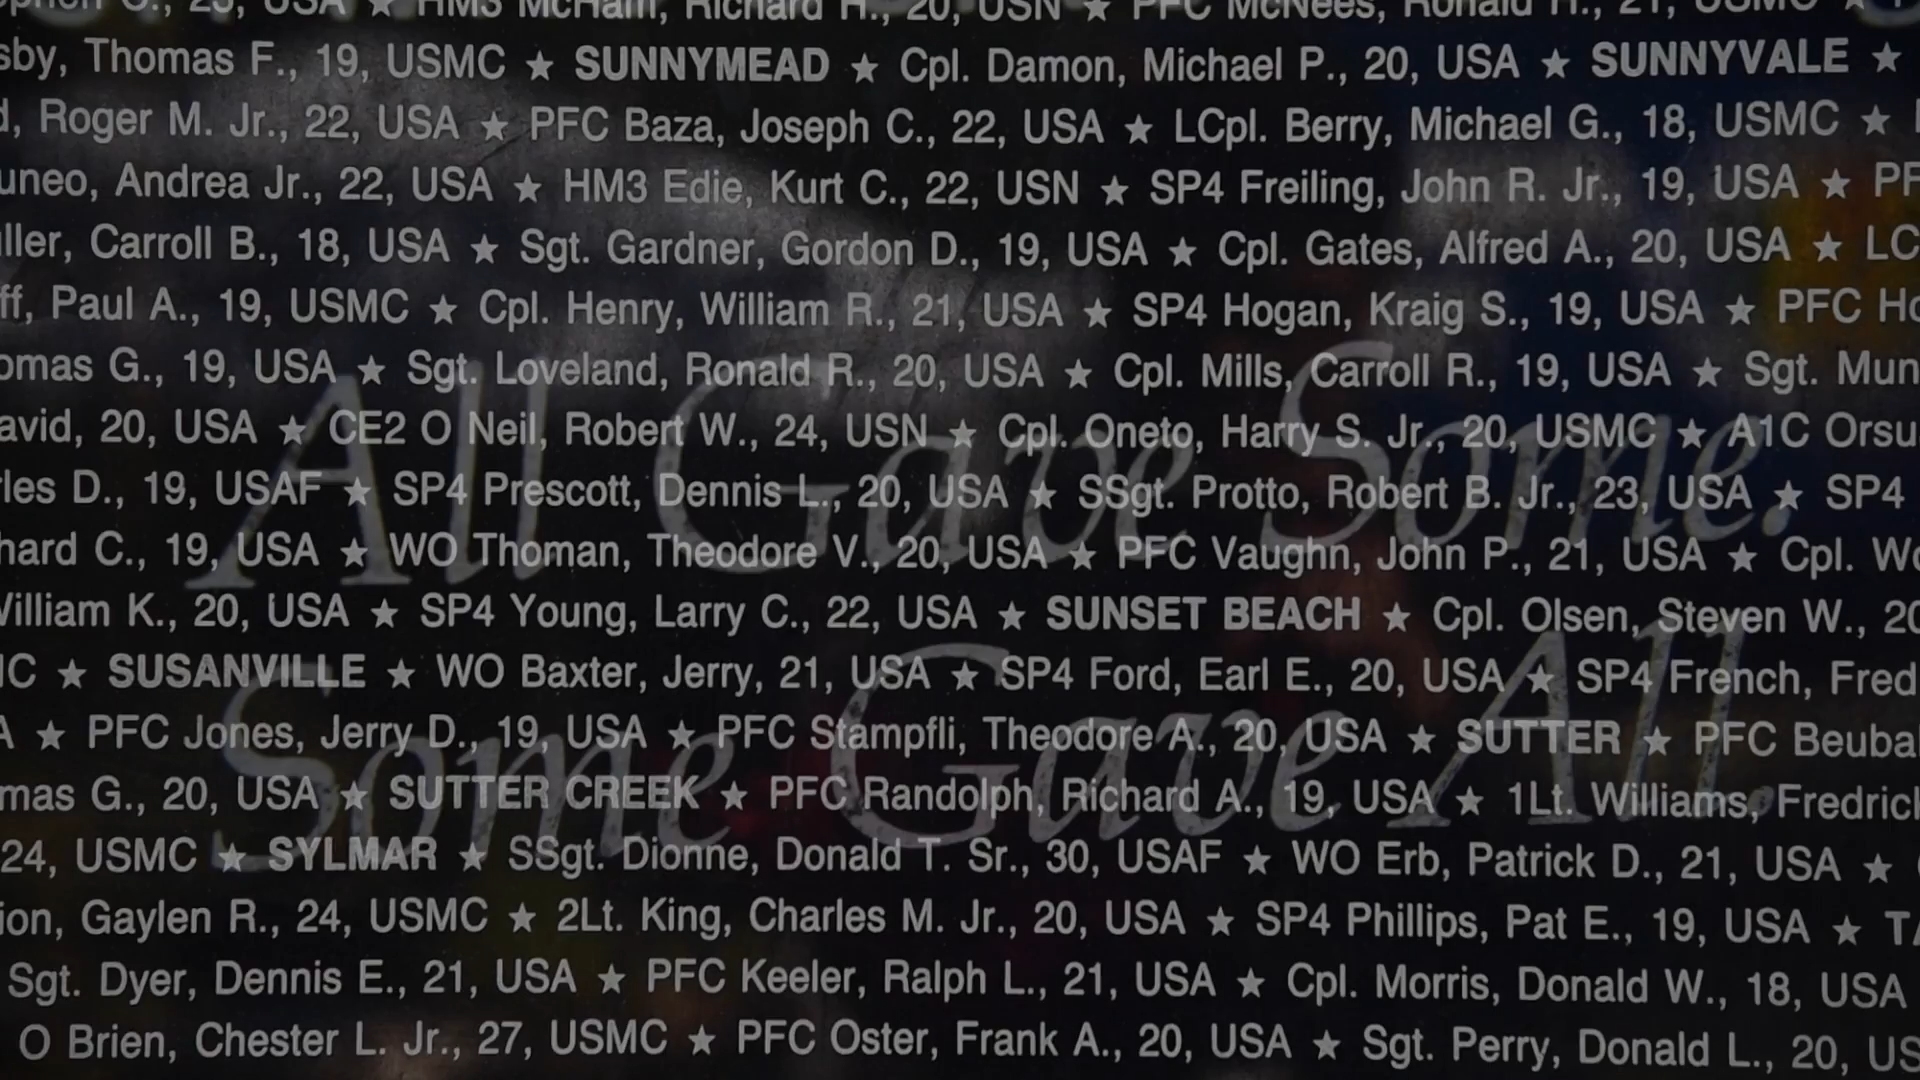 HM3 McHam, Richard H., 20, USN ★ PFC McNees, Ronald H., 21, USMC ★
Thomas F., 19, USMC ★ SUNNYMEAD ★ Cpl. Damon, Michael P., 20, USA ★ SUNNYVALE ★
Roger M. Jr., 22, USA ★ PFC Baza, Joseph C., 22, USA ★ LCpl. Berry, Michael G., 18, USMC ★
Andrea Jr., 22, USA ★ HM3 Edie, Kurt C., 22, USN ★ SP4 Freiling, John R. Jr., 19, USA ★
Carroll B., 18, USA ★ Sgt. Gardner, Gordon D., 19, USA ★ Cpl. Gates, Alfred A., 20, USA ★
Paul A., 19, USMC ★ Cpl. Henry, William R., 21, USA ★ SP4 Hogan, Kraig S., 19, USA ★ PFC
G., 19, USA ★ Sgt. Loveland, Ronald R., 20, USA ★ Cpl. Mills, Carroll R., 19, USA ★ Sgt.
20, USA ★ CE2 O Neil, Robert W., 24, USN ★ Cpl. Oneto, Harry S. Jr., 20, USMC ★ A1C
D., 19, USAF ★ SP4 Prescott, Dennis L., 20, USA ★ SSgt. Protto, Robert B. Jr., 23, USA ★ SP4
C., 19, USA ★ WO Thoman, Theodore V., 20, USA ★ PFC Vaughn, John P., 21, USA ★ Cpl.
William K., 20, USA ★ SP4 Young, Larry C., 22, USA ★ SUNSET BEACH ★ Cpl. Olsen, Steven W., 20
★ SUSANVILLE ★ WO Baxter, Jerry, 21, USA ★ SP4 Ford, Earl E., 20, USA ★ SP4 French, Fred
★ PFC Jones, Jerry D., 19, USA ★ PFC Stampfli, Theodore A., 20, USA ★ SUTTER ★ PFC
G., 20, USA ★ SUTTER CREEK ★ PFC Randolph, Richard A., 19, USA ★ 1Lt. Williams,
24, USMC ★ SYLMAR ★ SSgt. Dionne, Donald T. Sr., 30, USAF ★ WO Erb, Patrick D., 21, USA ★
Gaylen R., 24, USMC ★ 2Lt. King, Charles M. Jr., 20, USA ★ SP4 Phillips, Pat E., 19, USA ★
Sgt. Dyer, Dennis E., 21, USA ★ PFC Keeler, Ralph L., 21, USA ★ Cpl. Morris, Donald W., 18, USA
O Brien, Chester L. Jr., 27, USMC ★ PFC Oster, Frank A., 20, USA ★ Sgt. Perry, Donald L., 20,
All Gave Some.
Some Gave All.